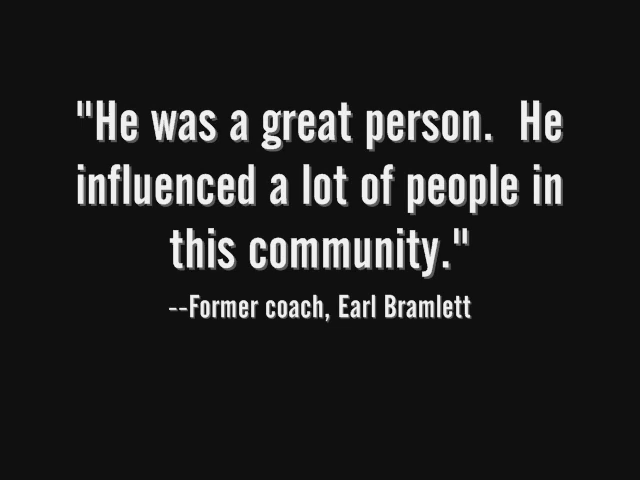 "He was a great person.  He
influenced a lot of people in
this community."
--Former coach, Earl Bramlett